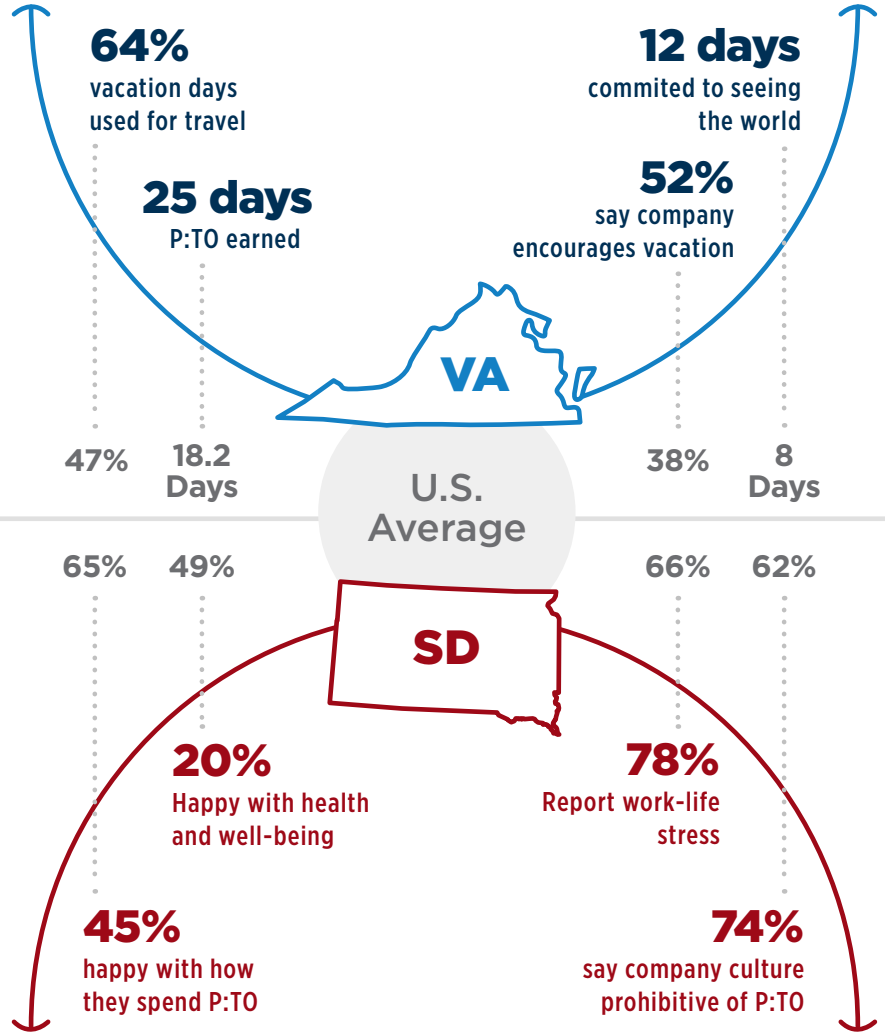 64%
vacation days
used for travel
12 days
commited to seeing
the world
25 days
P:TO earned
52%
say company
encourages vacation
VA
47%
18.2
Days
38%
8
Days
U.S.
Average
65%
49%
66%
62%
SD
20%
Happy with health
and well-being
78%
Report work-life
stress
45%
happy with how
they spend P:TO
74%
say company culture
prohibitive of P:TO